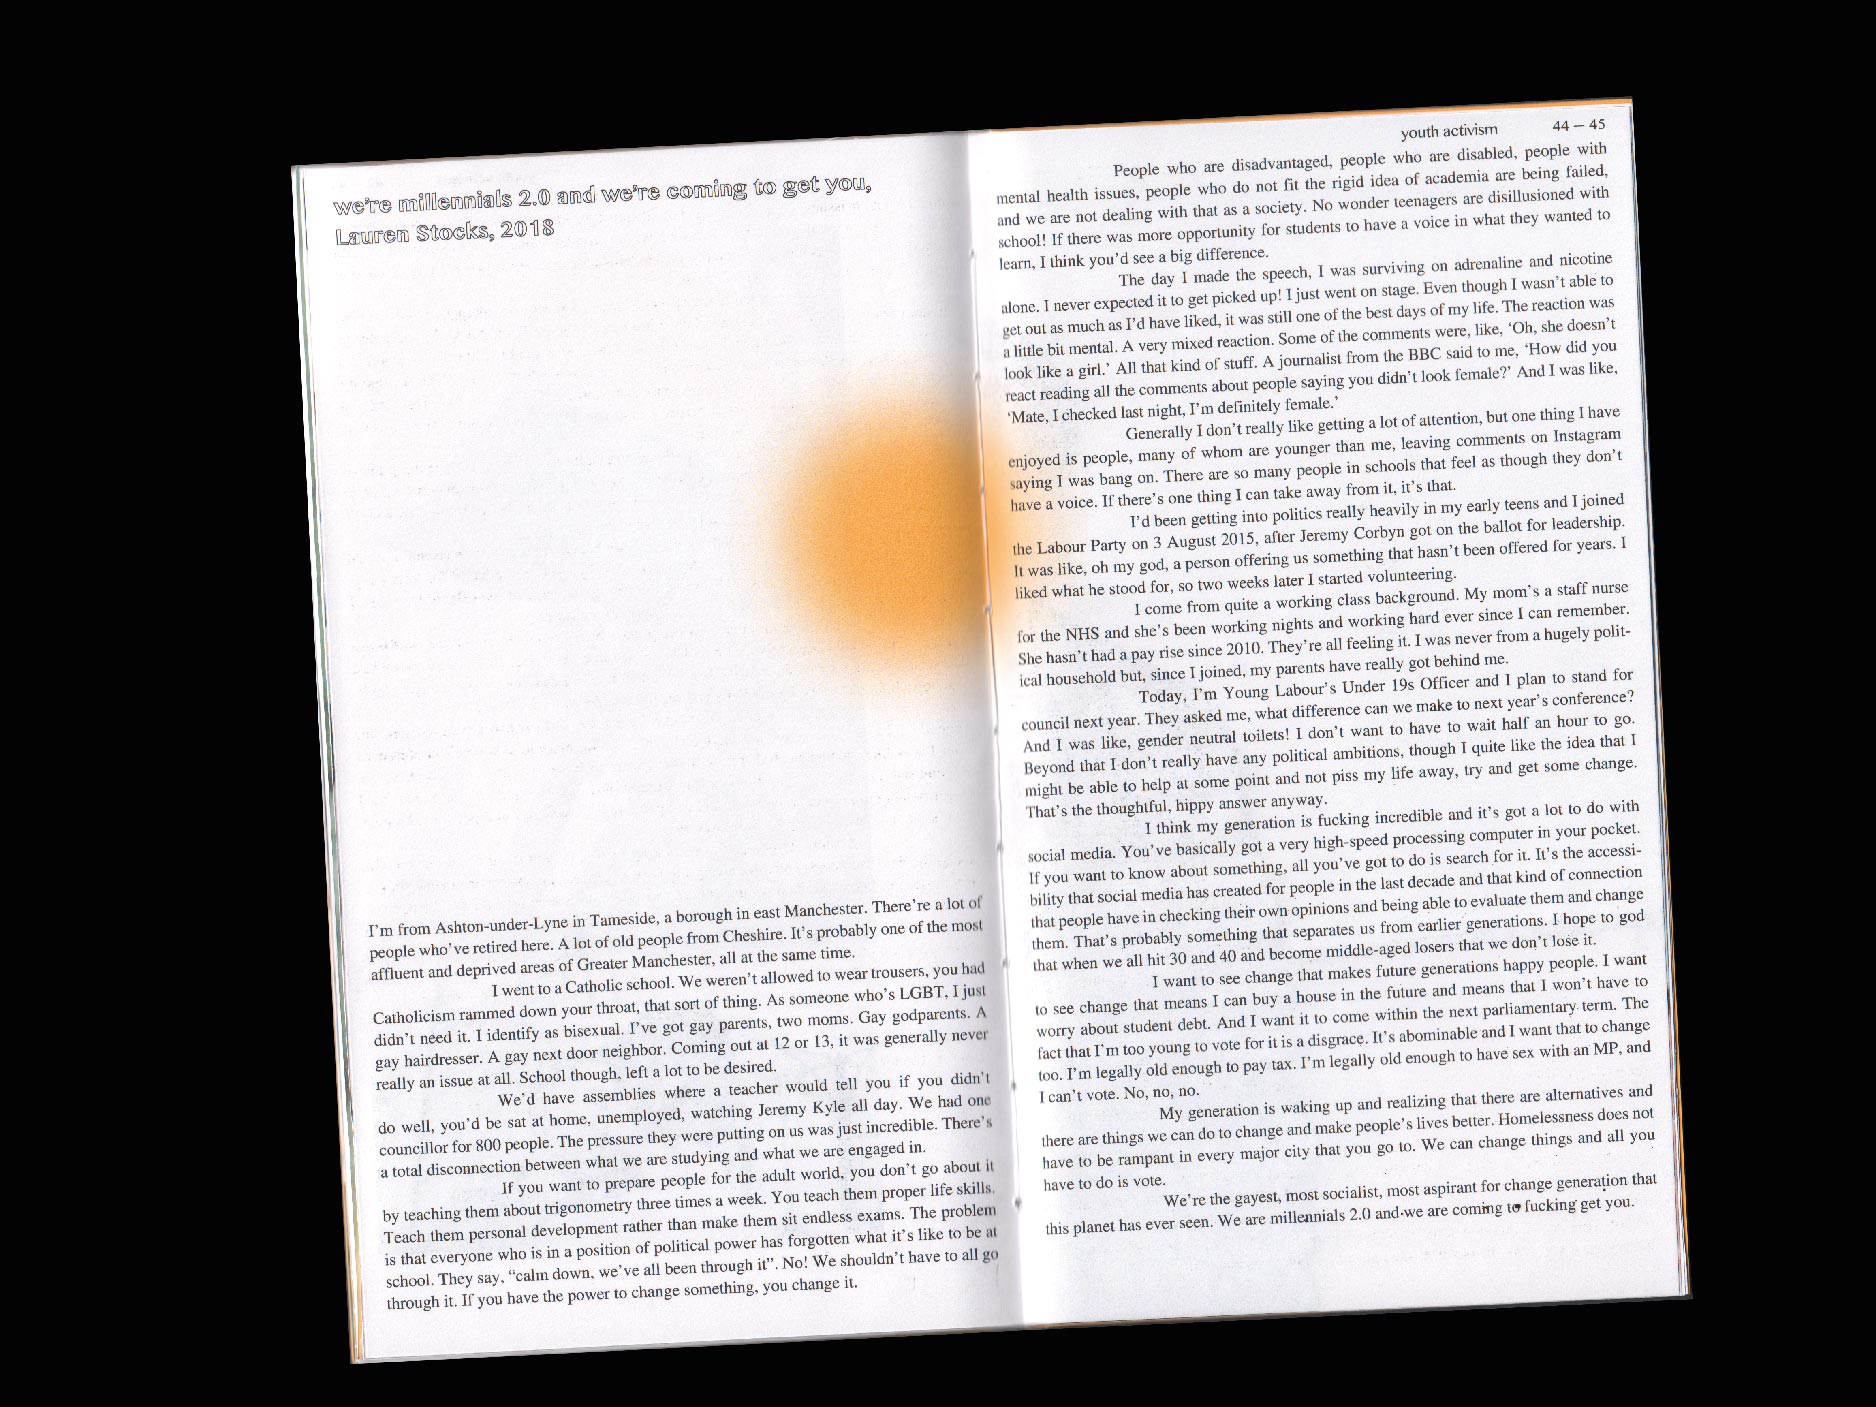 we're millennials 2.0 and we're coming to get you,
Lauren Stocks, 2018
I'm from Ashton-under-Lyne in Tameside, a borough in east Manchester. There're a lot of
people who've retired here. A lot of old people from Cheshire. It's probably one of the most
affluent and deprived areas of Greater Manchester, all at the same time.
I went to a Catholic school. We weren't allowed to wear trousers, you had
Catholicism rammed down your throat, that sort of thing. As someone who's LGBT, I just
didn't need it. I identify as bisexual. I've got gay parents, two moms. Gay godparents. A
gay hairdresser. A gay next door neighbor. Coming out at 12 or 13, it was generally never
really an issue at all. School though, left a lot to be desired.
We'd have assemblies where a teacher would tell you if you didn't
do well, you'd be sat at home, unemployed, watching Jeremy Kyle all day. We had one
councillor for 800 people. The pressure they were putting on us was just incredible. There's
a total disconnection between what we are studying and what we are engaged in.
If you want to prepare people for the adult world, you don't go about it
by teaching them about trigonometry three times a week. You teach them proper life skills.
Teach them personal development rather than make them sit endless exams. The problem
is that everyone who is in a position of political power has forgotten what it's like to be at
school. They say, “calm down, we've all been through it”. No! We shouldn't have to all go
through it. If you have the power to change something, you change it.
youth activism 44 – 45
People who are disadvantaged, people who are disabled, people with
mental health issues, people who do not fit the rigid idea of academia are being failed,
and we are not dealing with that as a society. No wonder teenagers are disillusioned with
school! If there was more opportunity for students to have a voice in what they wanted to
learn, I think you'd see a big difference.
The day I made the speech, I was surviving on adrenaline and nicotine
alone. I never expected it to get picked up! I just went on stage. Even though I wasn't able to
get out as much as I'd have liked, it was still one of the best days of my life. The reaction was
a little bit mental. A very mixed reaction. Some of the comments were, like, ‘Oh, she doesn't
look like a girl.’ All that kind of stuff. A journalist from the BBC said to me, ‘How did you
react reading all the comments about people saying you didn't look female?’ And I was like,
‘Mate, I checked last night, I'm definitely female.’
Generally I don't really like getting a lot of attention, but one thing I have
enjoyed is people, many of whom are younger than me, leaving comments on Instagram
saying I was bang on. There are so many people in schools that feel as though they don't
have a voice. If there's one thing I can take away from it, it's that.
I'd been getting into politics really heavily in my early teens and I joined
the Labour Party on 3 August 2015, after Jeremy Corbyn got on the ballot for leadership.
It was like, oh my god, a person offering us something that hasn't been offered for years. I
liked what he stood for, so two weeks later I started volunteering.
I come from quite a working class background. My mom's a staff nurse
for the NHS and she's been working nights and working hard ever since I can remember.
She hasn't had a pay rise since 2010. They're all feeling it. I was never from a hugely polit-
ical household but, since I joined, my parents have really got behind me.
Today, I'm Young Labour's Under 19s Officer and I plan to stand for
council next year. They asked me, what difference can we make to next year's conference?
And I was like, gender neutral toilets! I don't want to have to wait half an hour to go.
Beyond that I don't really have any political ambitions, though I quite like the idea that I
might be able to help at some point and not piss my life away, try and get some change.
That's the thoughtful, hippy answer anyway.
I think my generation is fucking incredible and it's got a lot to do with
social media. You've basically got a very high-speed processing computer in your pocket.
If you want to know about something, all you've got to do is search for it. It's the accessi-
bility that social media has created for people in the last decade and that kind of connection
that people have in checking their own opinions and being able to evaluate them and change
them. That's probably something that separates us from earlier generations. I hope to god
that when we all hit 30 and 40 and become middle-aged losers that we don't lose it.
I want to see change that makes future generations happy people. I want
to see change that means I can buy a house in the future and means that I won't have to
worry about student debt. And I want it to come within the next parliamentary term. The
fact that I'm too young to vote for it is a disgrace. It's abominable and I want that to change
too. I'm legally old enough to pay tax. I'm legally old enough to have sex with an MP, and
I can't vote. No, no, no.
My generation is waking up and realizing that there are alternatives and
there are things we can do to change and make people's lives better. Homelessness does not
have to be rampant in every major city that you go to. We can change things and all you
have to do is vote.
We're the gayest, most socialist, most aspirant for change generation that
this planet has ever seen. We are millennials 2.0 and we are coming to fucking get you.